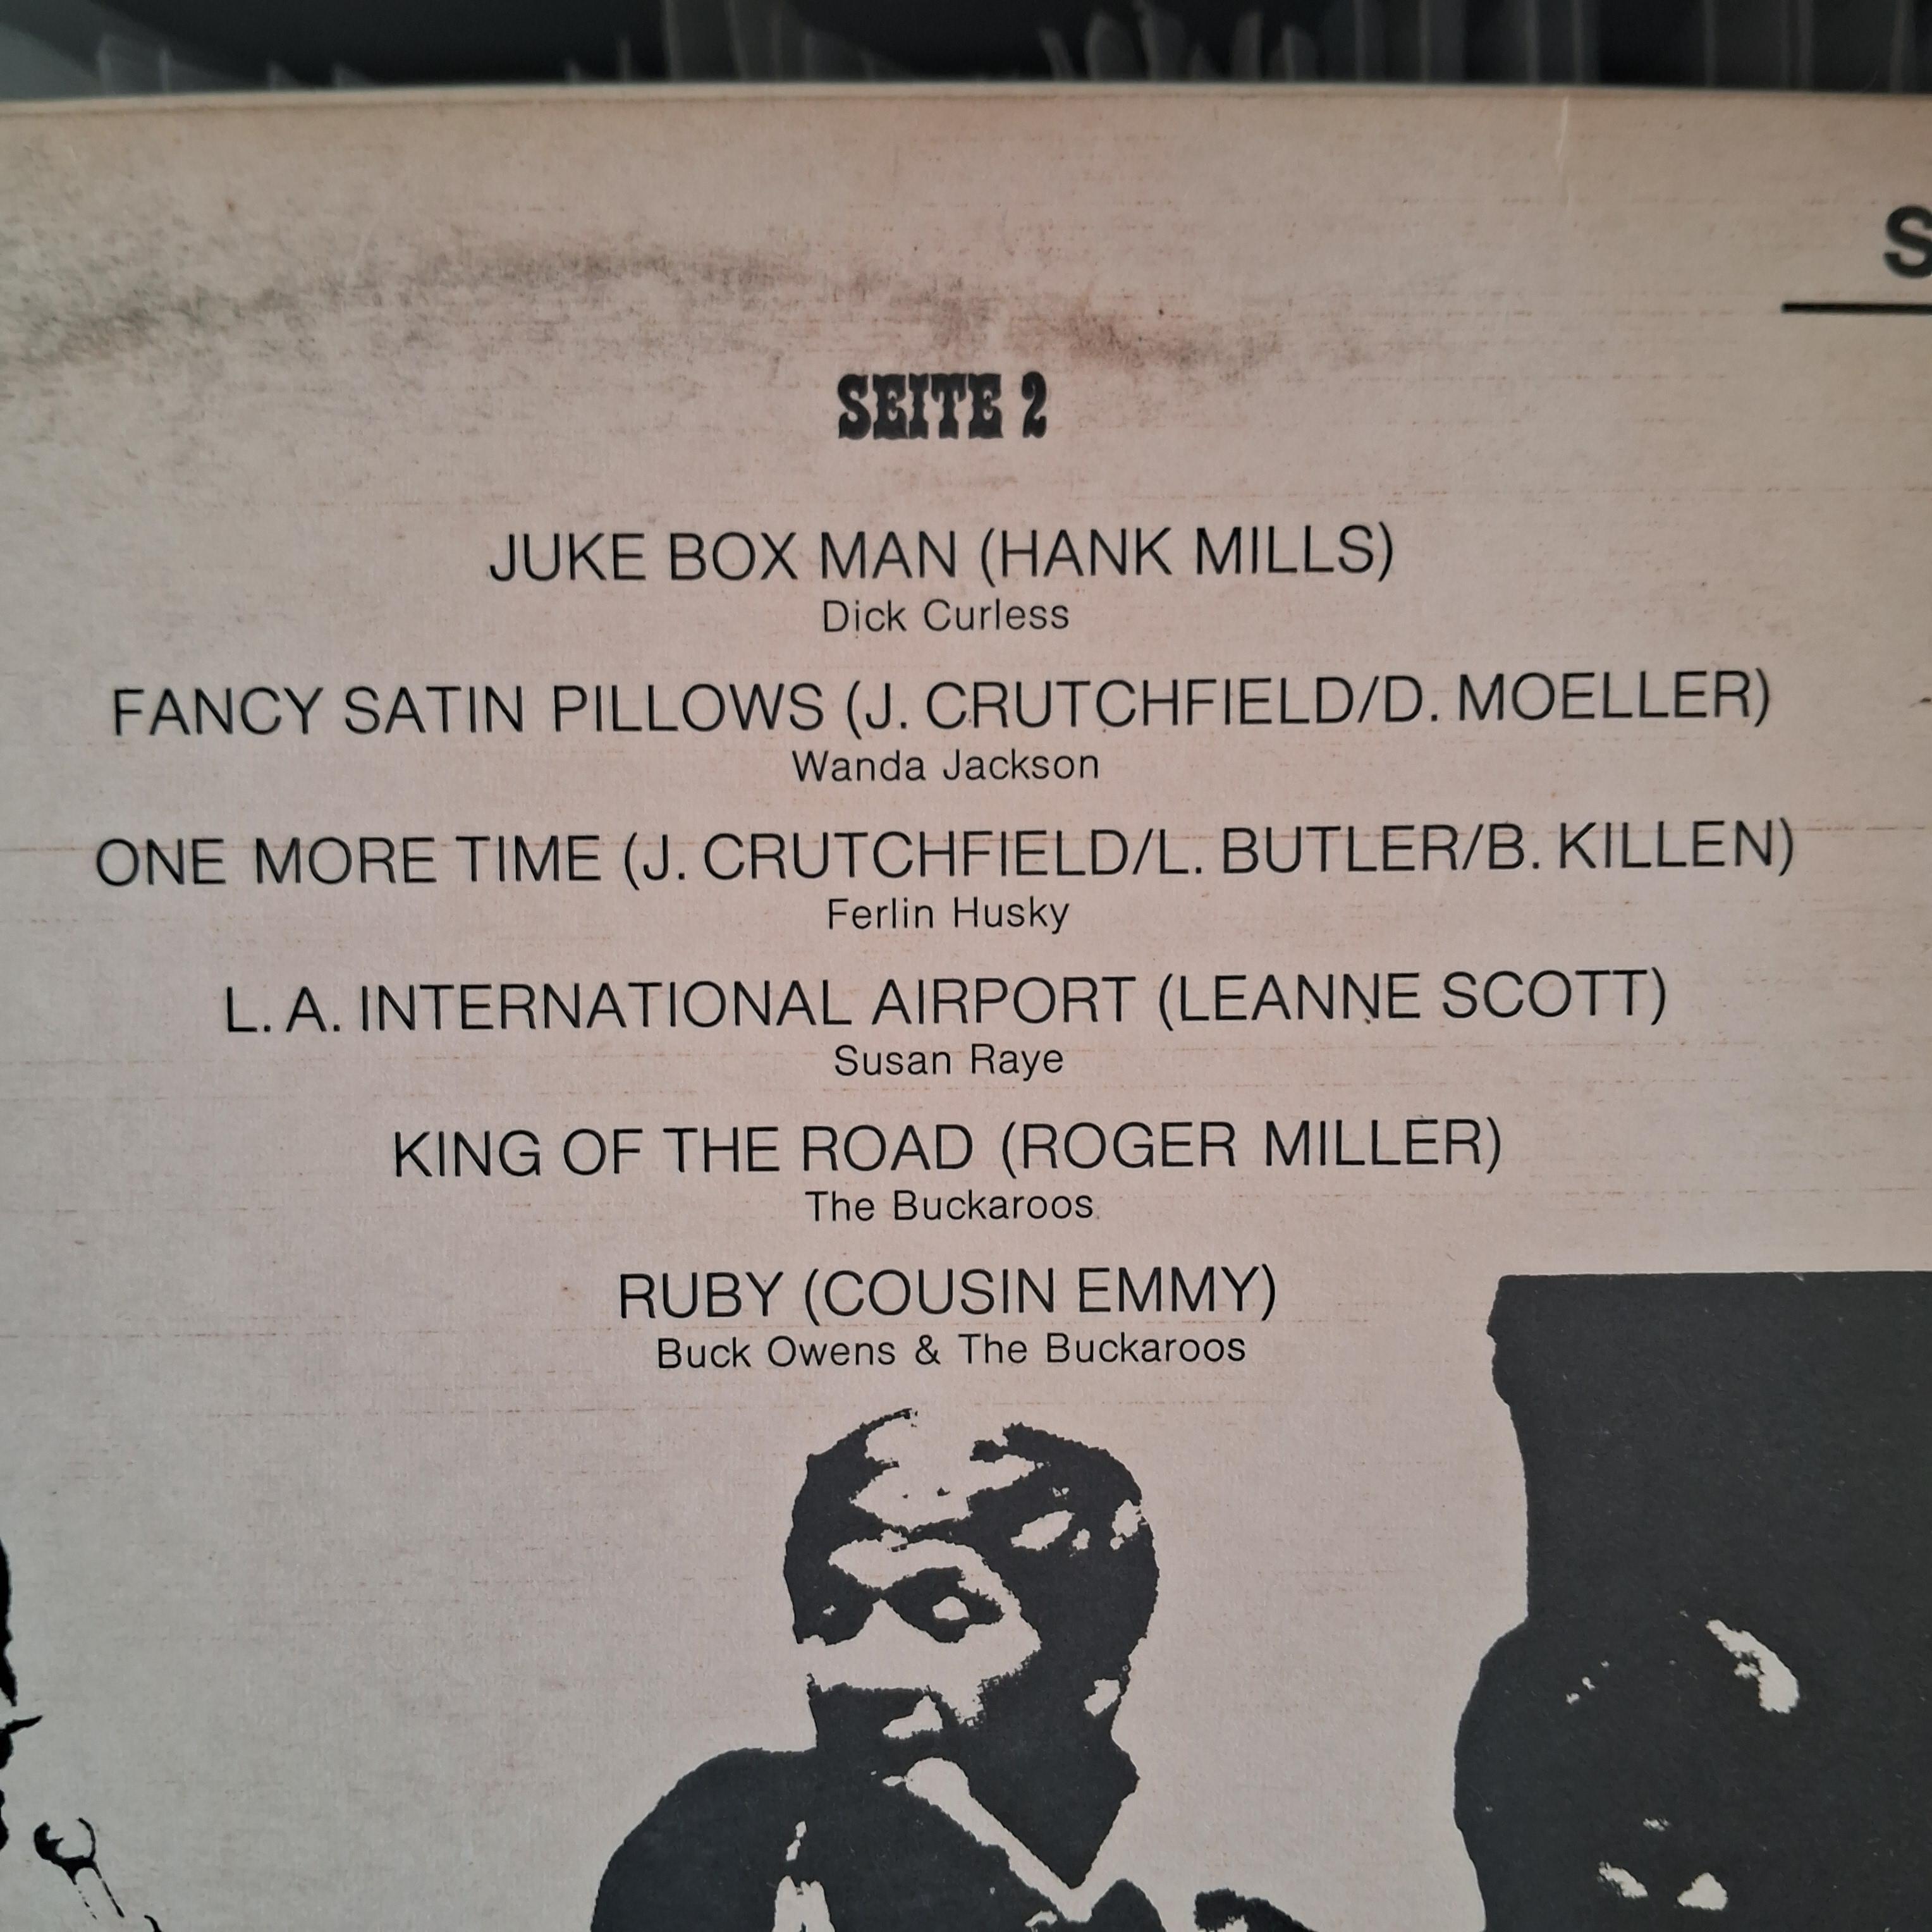 SEITE 2
JUKE BOX MAN (HANK MILLS)
Dick Curless
FANCY SATIN PILLOWS (J. CRUTCHFIELD/D. MOELLER)
Wanda Jackson
ONE MORE TIME (J. CRUTCHFIELD/L. BUTLER/B. KILLEN)
Ferlin Husky
L. A. INTERNATIONAL AIRPORT (LEANNE SCOTT)
Susan Raye
KING OF THE ROAD (ROGER MILLER)
The Buckaroos
RUBY (COUSIN EMMY)
Buck Owens & The Buckaroos